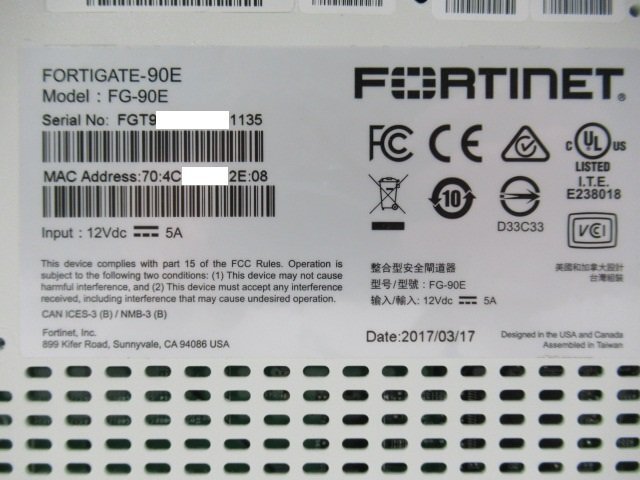 FORTIGATE-90E
Model : FG-90E
Serial No: FGT9 1135
MAC Address:70:4C 2E:08
Input : 12Vdc 5A
This device complies with part 15 of the FCC Rules. Operation is
subject to the following two conditions: (1) This device may not cause
harmful interference, and (2) This device must accept any interference
received, including interference that may cause undesired operation.
CAN ICES-3 (B) / NMB-3 (B)
Fortinet, Inc.
899 Kifer Road, Sunnyvale, CA 94086 USA
FORTINET®
FC CE
c UL US
LISTED
I.T.E.
E238018
10
D33C33
VCI
整合型安全閘道器
型号/型號: FG-90E
输入/輸入: 12Vdc 5A
美國和加拿大設計
台灣組裝
Date:2017/03/17
Designed in the USA and Canada
Assembled in Taiwan